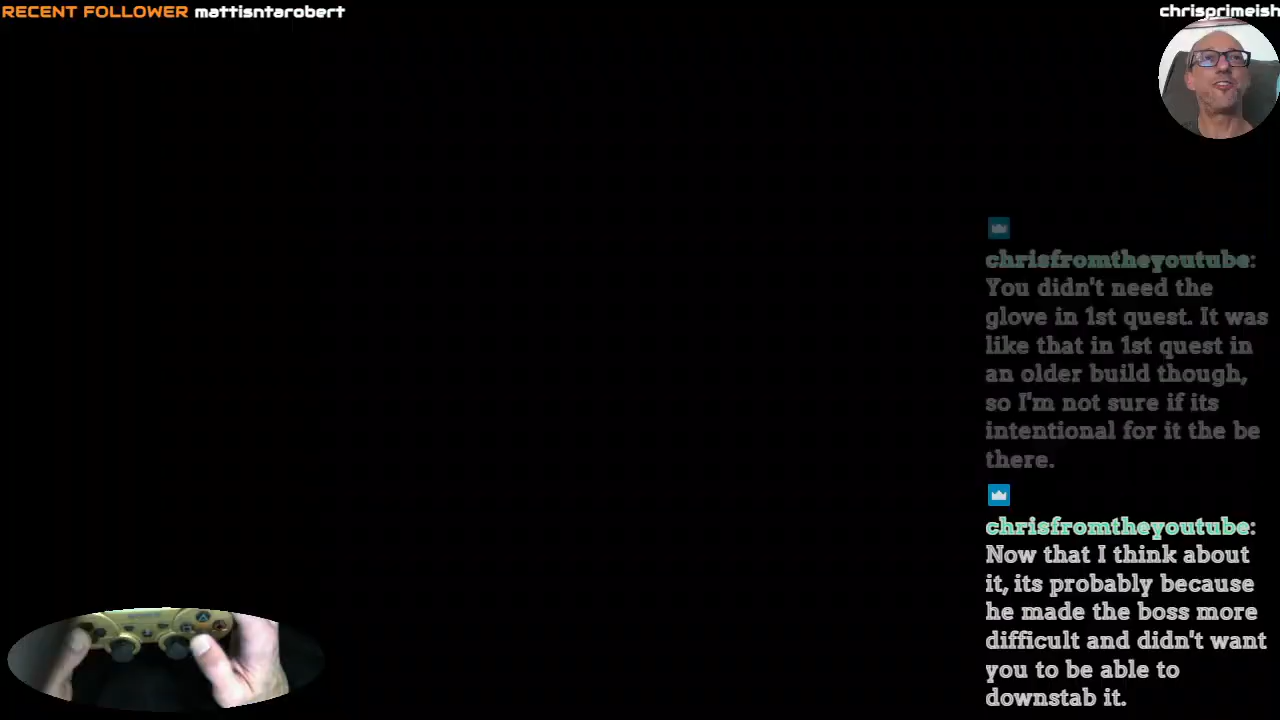 RECENT FOLLOWER mattisntarobert
chrisprimeish
chrisfromtheyoutube:
You didn't need the
glove in 1st quest. It was
like that in 1st quest in
an older build though,
so I'm not sure if its
intentional for it the be
there.
chrisfromtheyoutube:
Now that I think about
it, its probably because
he made the boss more
difficult and didn't want
you to be able to
downstab it.